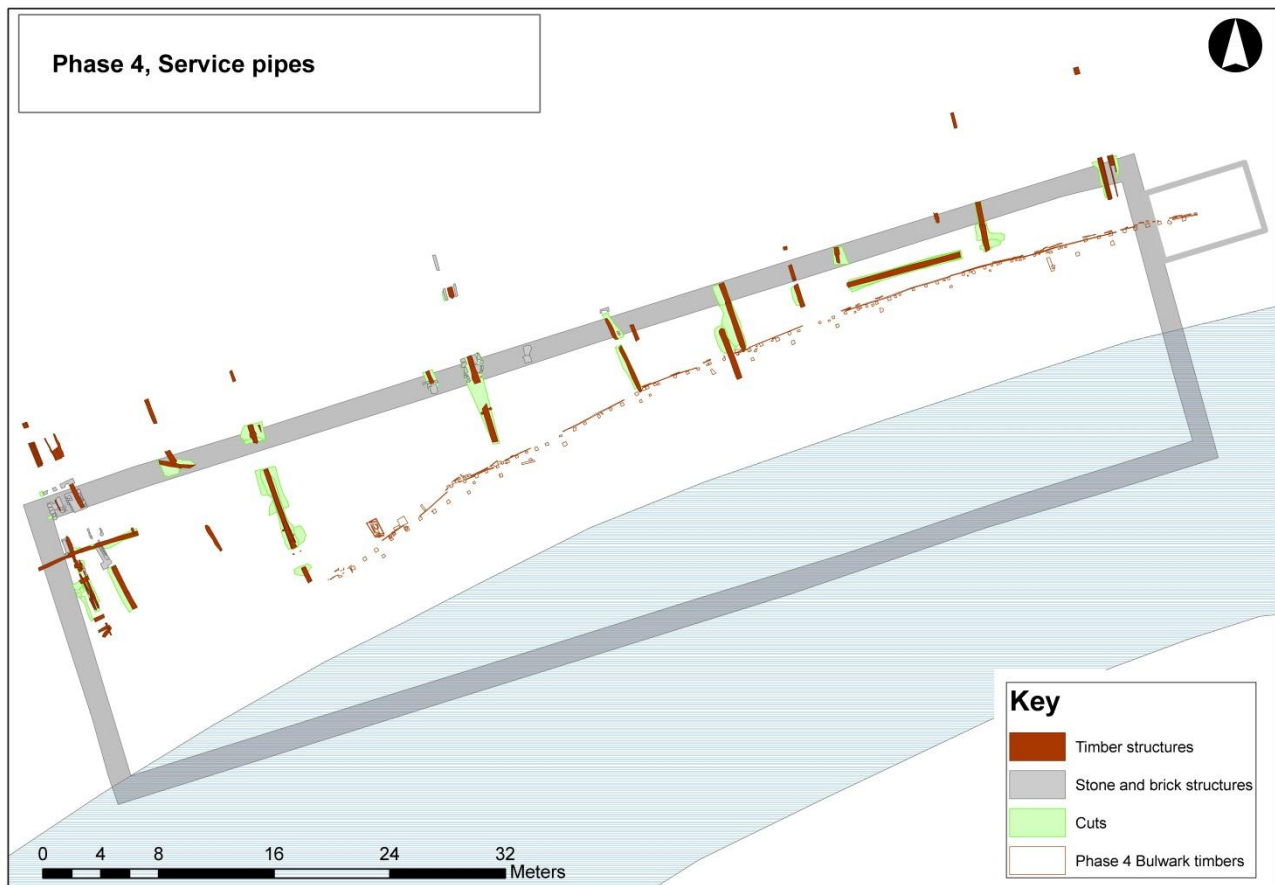 Phase 4, Service pipes
Key
Timber structures
Stone and brick structures
Cuts
Phase 4 Bulwark timbers
0 4 8 16 24 32
Meters